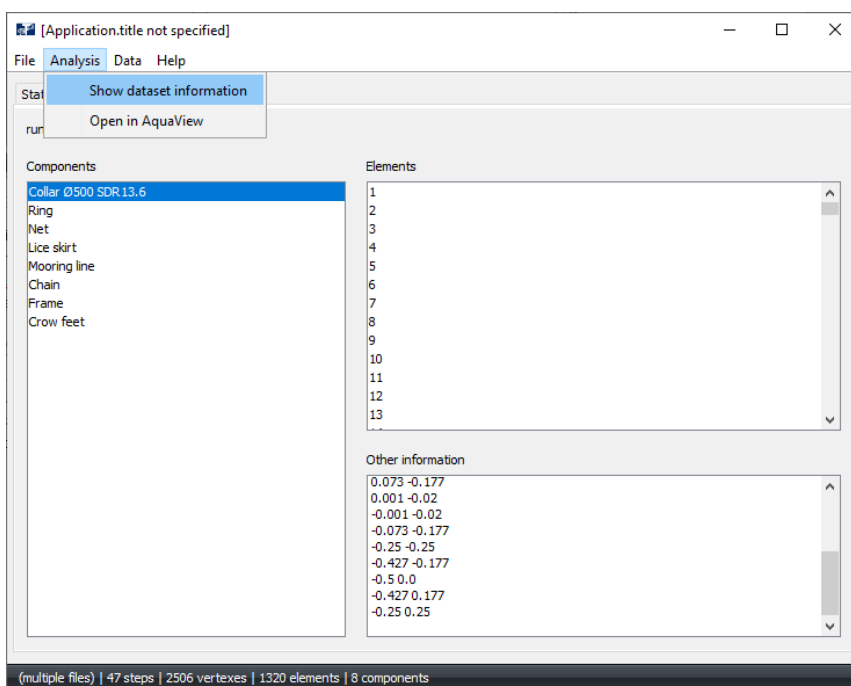 [Application.title not specified]
File Analysis Data Help
Show dataset information
Open in AquaView
Components
Elements
Collar Ø500 SDR13.6
Ring
Net
Lice skirt
Mooring line
Chain
Frame
Crow feet
1
2
3
4
5
6
7
8
9
10
11
12
13
Other information
0.073 -0.177
0.001 -0.02
-0.001 -0.02
-0.073 -0.177
-0.25 -0.25
-0.427 -0.177
-0.5 0.0
-0.427 0.177
-0.25 0.25
(multiple files) | 47 steps | 2506 vertexes | 1320 elements | 8 components